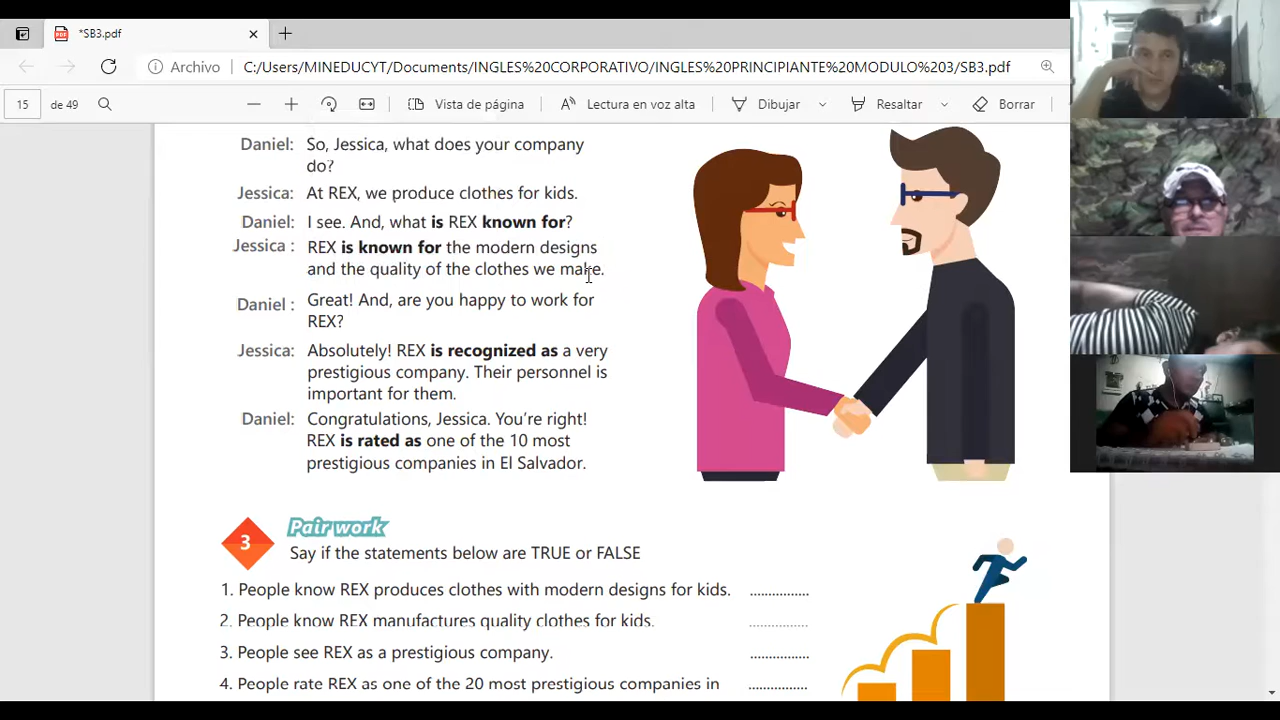 *SB3.pdf
Archivo
C:/Users/MINEDUCYT /Documents/INGLES%20CORPORATIVO/INGLES%20PRINCIPIANTE%20MODULO%203/SB3.pdf
15
de 49
Vista de página
Lectura en voz alta
Dibujar
Resaltar
Borrar
Daniel: So, Jessica, what does your company
do?
Jessica: At REX, we produce clothes for kids.
Daniel: I see. And, what is REX known for?
Jessica : REX is known for the modern designs
and the quality of the clothes we make.
Daniel : Great! And, are you happy to work for
REX?
Jessica: Absolutely! REX is recognized as a very
prestigious company. Their personnel is
important for them.
Daniel: Congratulations, Jessica. You're right!
REX is rated as one of the 10 most
prestigious companies in El Salvador.
3
Pair work
Say if the statements below are TRUE or FALSE
1. People know REX produces clothes with modern designs for kids. ...............
2. People know REX manufactures quality clothes for kids. ...............
3. People see REX as a prestigious company. ...............
4. People rate REX as one of the 20 most prestigious companies in ...............